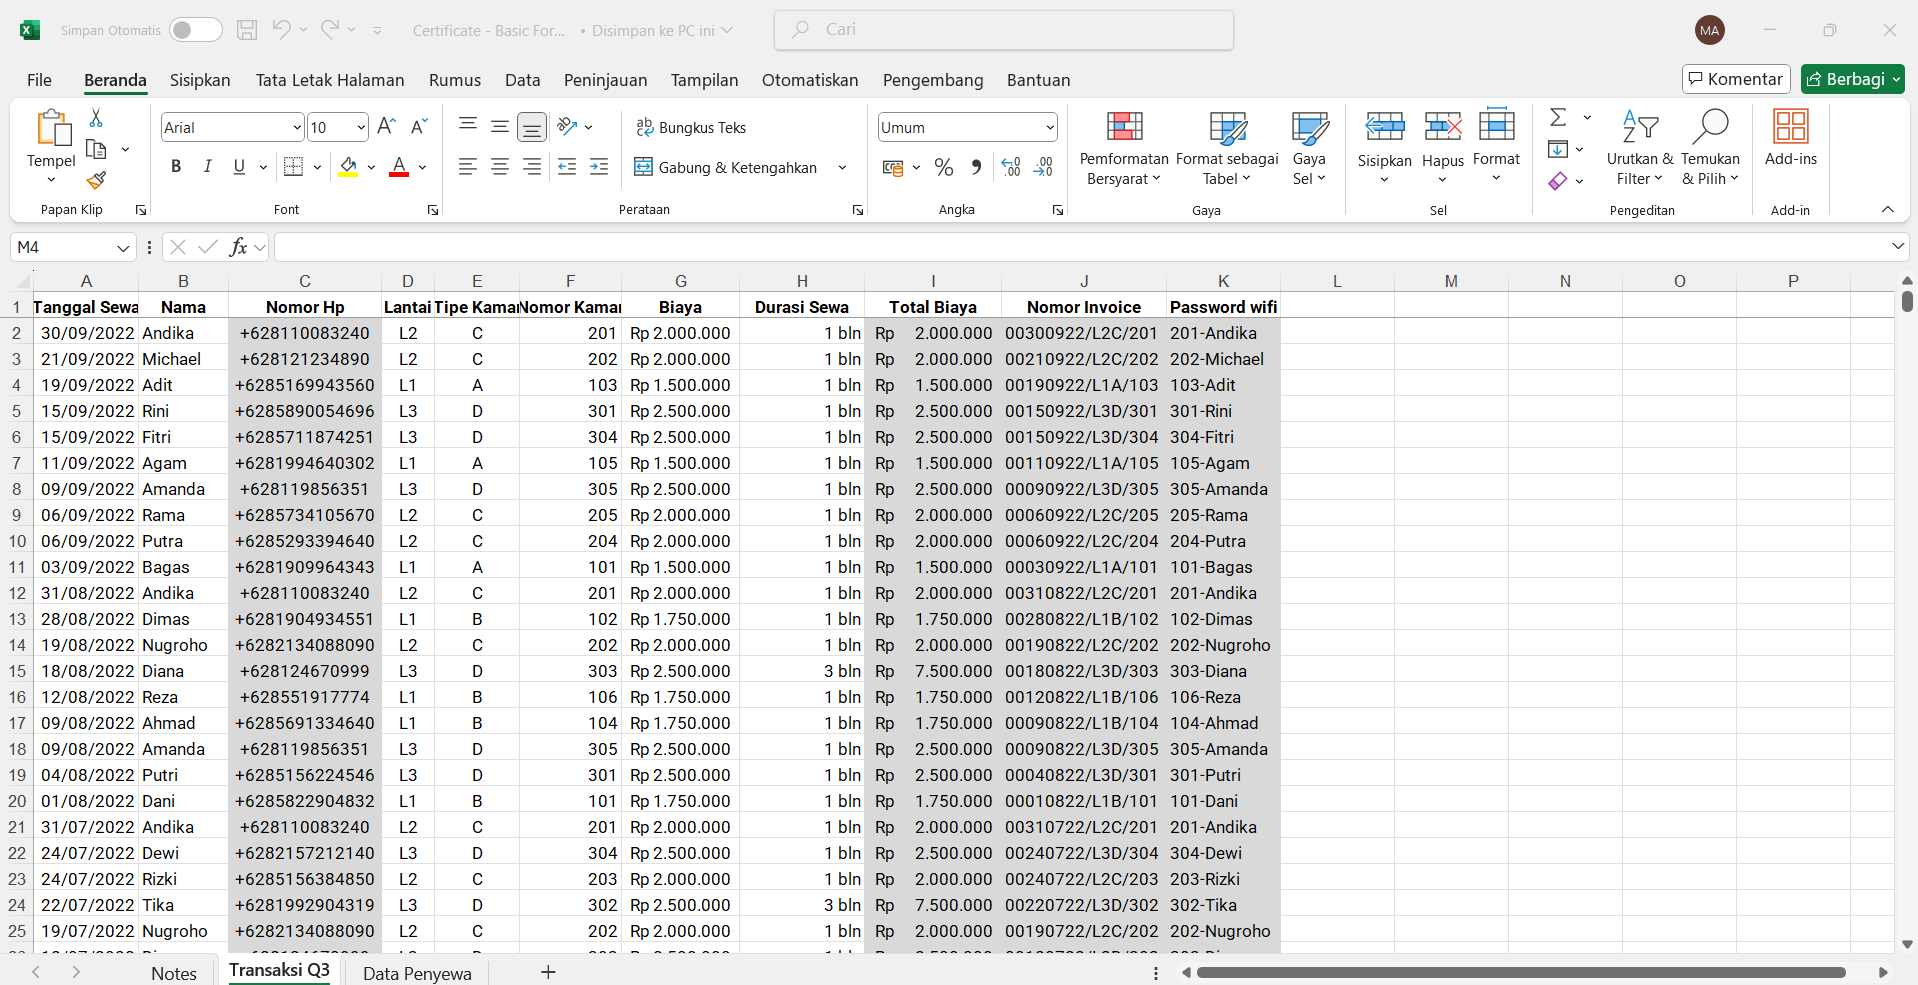 Simpan Otomatis Certificate - Basic For... • Disimpan ke PC ini Cari MA
File Beranda Sisipkan Tata Letak Halaman Rumus Data Peninjauan Tampilan Otomatiskan Pengembang Bantuan Komentar Berbagi
Tempel
Papan Klip
Arial 10
B I U A
Font
Bungkus Teks
Gabung & Ketengahkan
Perataan
Umum
Angka
Pemformatan Bersyarat Format sebagai Tabel Gaya Sel
Gaya
Sisipkan Hapus Format
Sel
Urutkan & Filter Temukan & Pilih
Pengeditan
Add-ins
Add-in
M4 fx
A B C D E F G H I J K L M N O P
1 Tanggal Sewa Nama Nomor Hp Lantai Tipe Kamar Nomor Kamar Biaya Durasi Sewa Total Biaya Nomor Invoice Password wifi
2 30/09/2022 Andika +628110083240 L2 C 201 Rp 2.000.000 1 bln Rp 2.000.000 00300922/L2C/201 201-Andika
3 21/09/2022 Michael +628121234890 L2 C 202 Rp 2.000.000 1 bln Rp 2.000.000 00210922/L2C/202 202-Michael
4 19/09/2022 Adit +6285169943560 L1 A 103 Rp 1.500.000 1 bln Rp 1.500.000 00190922/L1A/103 103-Adit
5 15/09/2022 Rini +6285890054696 L3 D 301 Rp 2.500.000 1 bln Rp 2.500.000 00150922/L3D/301 301-Rini
6 15/09/2022 Fitri +6285711874251 L3 D 304 Rp 2.500.000 1 bln Rp 2.500.000 00150922/L3D/304 304-Fitri
7 11/09/2022 Agam +6281994640302 L1 A 105 Rp 1.500.000 1 bln Rp 1.500.000 00110922/L1A/105 105-Agam
8 09/09/2022 Amanda +628119856351 L3 D 305 Rp 2.500.000 1 bln Rp 2.500.000 00090922/L3D/305 305-Amanda
9 06/09/2022 Rama +6285734105670 L2 C 205 Rp 2.000.000 1 bln Rp 2.000.000 00060922/L2C/205 205-Rama
10 06/09/2022 Putra +6285293394640 L2 C 204 Rp 2.000.000 1 bln Rp 2.000.000 00060922/L2C/204 204-Putra
11 03/09/2022 Bagas +6281909964343 L1 A 101 Rp 1.500.000 1 bln Rp 1.500.000 00030922/L1A/101 101-Bagas
12 31/08/2022 Andika +628110083240 L2 C 201 Rp 2.000.000 1 bln Rp 2.000.000 00310822/L2C/201 201-Andika
13 28/08/2022 Dimas +6281904934551 L1 B 102 Rp 1.750.000 1 bln Rp 1.750.000 00280822/L1B/102 102-Dimas
14 19/08/2022 Nugroho +6282134088090 L2 C 202 Rp 2.000.000 1 bln Rp 2.000.000 00190822/L2C/202 202-Nugroho
15 18/08/2022 Diana +628124670999 L3 D 303 Rp 2.500.000 3 bln Rp 7.500.000 00180822/L3D/303 303-Diana
16 12/08/2022 Reza +628551917774 L1 B 106 Rp 1.750.000 1 bln Rp 1.750.000 00120822/L1B/106 106-Reza
17 09/08/2022 Ahmad +6285691334640 L1 B 104 Rp 1.750.000 1 bln Rp 1.750.000 00090822/L1B/104 104-Ahmad
18 09/08/2022 Amanda +628119856351 L3 D 305 Rp 2.500.000 1 bln Rp 2.500.000 00090822/L3D/305 305-Amanda
19 04/08/2022 Putri +6285156224546 L3 D 301 Rp 2.500.000 1 bln Rp 2.500.000 00040822/L3D/301 301-Putri
20 01/08/2022 Dani +6285822904832 L1 B 101 Rp 1.750.000 1 bln Rp 1.750.000 00010822/L1B/101 101-Dani
21 31/07/2022 Andika +628110083240 L2 C 201 Rp 2.000.000 1 bln Rp 2.000.000 00310722/L2C/201 201-Andika
22 24/07/2022 Dewi +6282157212140 L3 D 304 Rp 2.500.000 1 bln Rp 2.500.000 00240722/L3D/304 304-Dewi
23 24/07/2022 Rizki +6285156384850 L2 C 203 Rp 2.000.000 1 bln Rp 2.000.000 00240722/L2C/203 203-Rizki
24 22/07/2022 Tika +6281992904319 L3 D 302 Rp 2.500.000 3 bln Rp 7.500.000 00220722/L3D/302 302-Tika
25 19/07/2022 Nugroho +6282134088090 L2 C 202 Rp 2.000.000 1 bln Rp 2.000.000 00190722/L2C/202 202-Nugroho
Notes Transaksi Q3 Data Penyewa